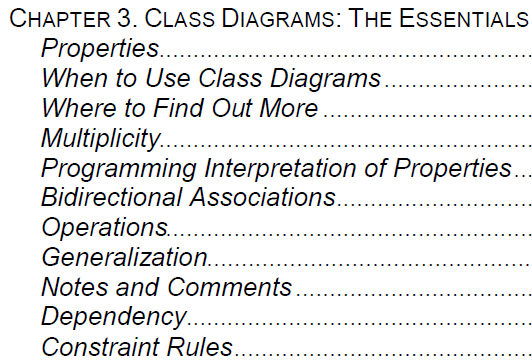 CHAPTER 3. CLASS DIAGRAMS: THE ESSENTIALS
Properties......................................................
When to Use Class Diagrams......................
Where to Find Out More..............................
Multiplicity......................................................
Programming Interpretation of Properties...
Bidirectional Associations.............................
Operations.....................................................
Generalization...............................................
Notes and Comments..................................
Dependency..................................................
Constraint Rules...........................................